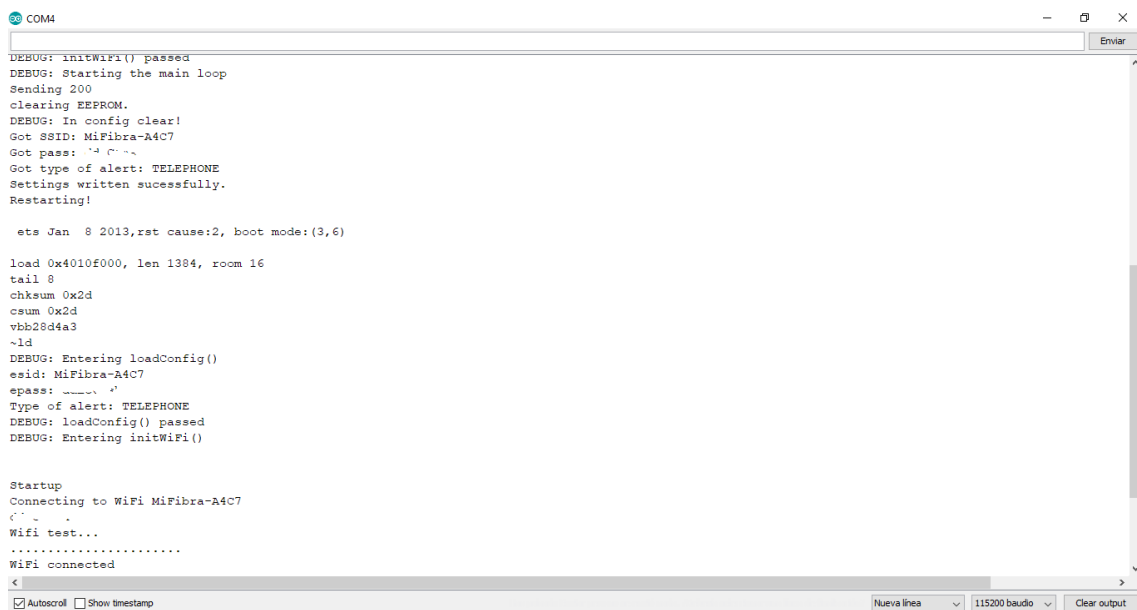 COM4
Enviar
DEBUG: initWiFi() passed
DEBUG: Starting the main loop
Sending 200
clearing EEPROM.
DEBUG: In config clear!
Got SSID: MiFibra-A4C7
Got pass:
Got type of alert: TELEPHONE
Settings written sucessfully.
Restarting!
ets Jan  8 2013,rst cause:2, boot mode:(3,6)
load 0x4010f000, len 1384, room 16
tail 8
chksum 0x2d
csum 0x2d
vbb28d4a3
~ld
DEBUG: Entering loadConfig()
esid: MiFibra-A4C7
epass:
Type of alert: TELEPHONE
DEBUG: loadConfig() passed
DEBUG: Entering initWiFi()
Startup
Connecting to WiFi MiFibra-A4C7
Wifi test...
.......................
WiFi connected
Autoscroll Show timestamp Nueva línea 115200 baudio Clear output